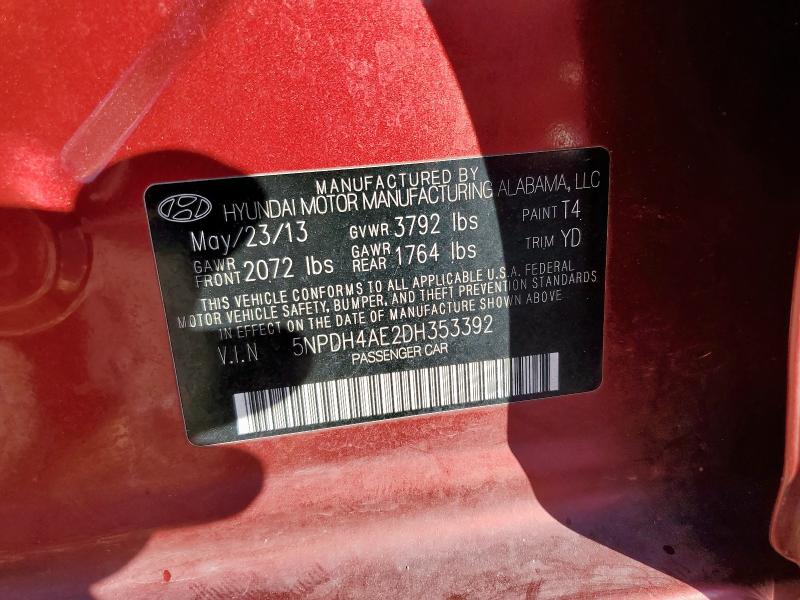 MANUFACTURED BY
HYUNDAI MOTOR MANUFACTURING ALABAMA, LLC
May/23/13 GVWR 3792 lbs PAINT T4
GAWR FRONT 2072 lbs GAWR REAR 1764 lbs TRIM YD
THIS VEHICLE CONFORMS TO ALL APPLICABLE U.S.A. FEDERAL
MOTOR VEHICLE SAFETY, BUMPER, AND THEFT PREVENTION STANDARDS
IN EFFECT ON THE DATE OF MANUFACTURE SHOWN ABOVE.
V.I.N 5NPDH4AE2DH353392
PASSENGER CAR